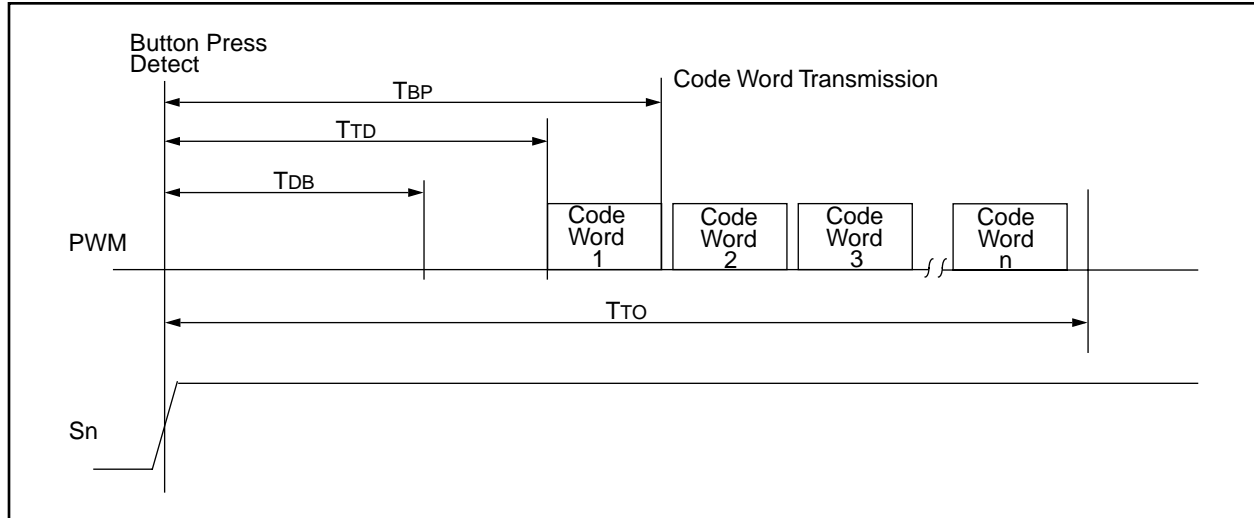 Button Press
Detect
Code Word Transmission
TBP
TTD
TDB
PWM
Code
Word
1
Code
Word
2
Code
Word
3
Code
Word
n
TTO
Sn